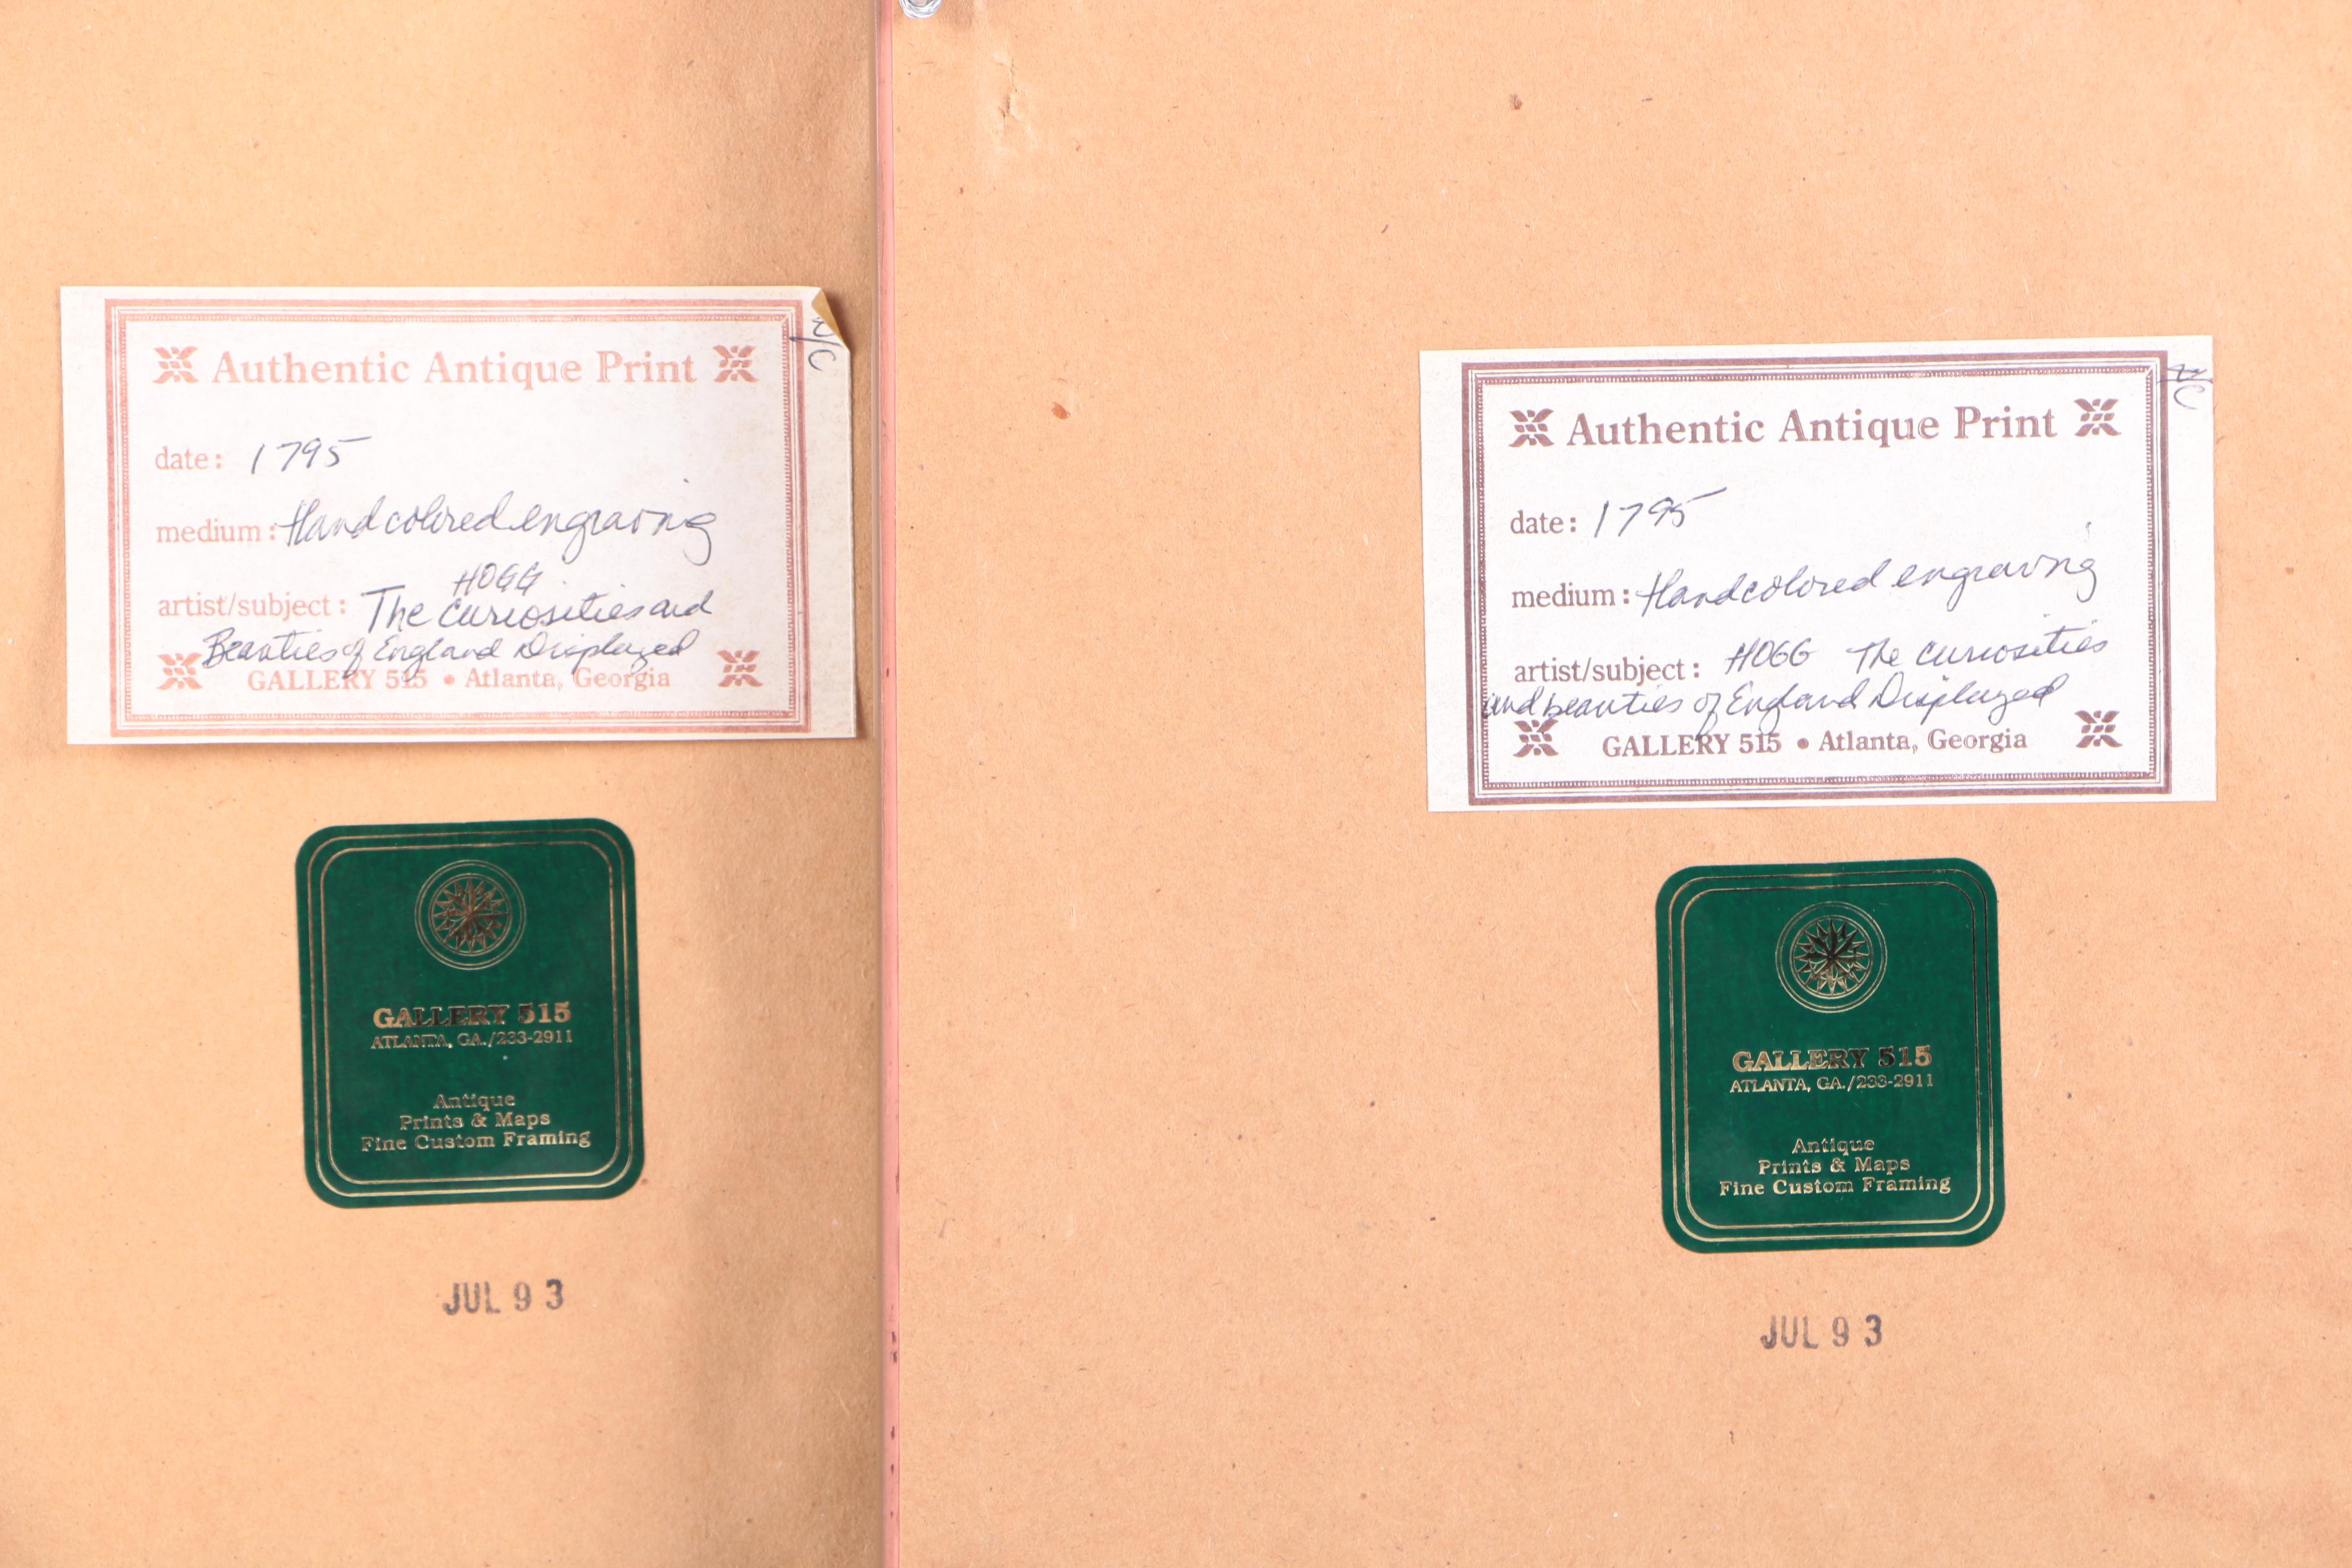 N/C
Authentic Antique Print
date: 1795
medium: Handcolored engraving
HOGG
artist/subject: The Curiosities and
Beauties of England Displayed
GALLERY 515 • Atlanta, Georgia
GALLERY 515
ATLANTA, GA./233-2911
Antique
Prints & Maps
Fine Custom Framing
JUL 93
Authentic Antique Print
date: 1795
medium: Handcolored engraving
artist/subject: HOGG The Curiosities
and beauties of England Displayed
GALLERY 515 • Atlanta, Georgia
GALLERY 515
ATLANTA, GA./233-2911
Antique
Prints & Maps
Fine Custom Framing
JUL 93